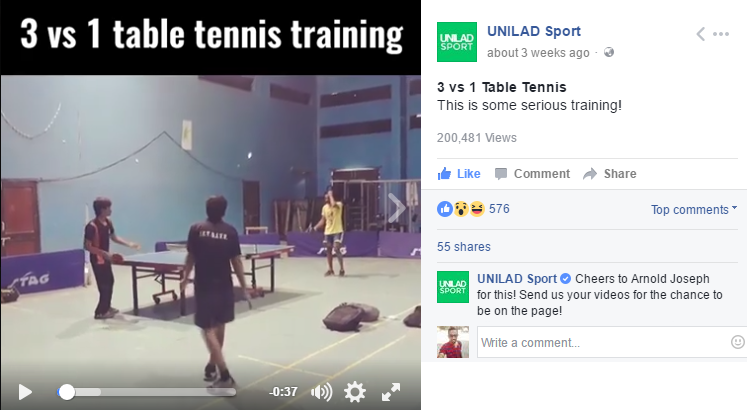 3 vs 1 table tennis training
STAG
-0:37
UNILAD
SPORT
UNILAD Sport
about 3 weeks ago ·
3 vs 1 Table Tennis
This is some serious training!
200,481 Views
Like Comment Share
576 Top comments
55 shares
UNILAD
SPORT
UNILAD Sport Cheers to Arnold Joseph
for this! Send us your videos for the chance to
be on the page!
Write a comment...